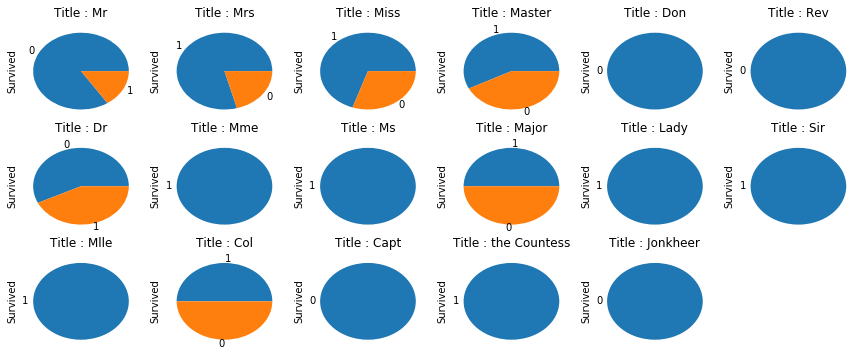 Title : Mr
Survived
0
1
Title : Mrs
Survived
1
0
Title : Miss
Survived
1
0
Title : Master
Survived
1
0
Title : Don
Survived
0
Title : Rev
Survived
0
Title : Dr
Survived
0
1
Title : Mme
Survived
1
Title : Ms
Survived
1
Title : Major
Survived
1
0
Title : Lady
Survived
1
Title : Sir
Survived
1
Title : Mlle
Survived
1
Title : Col
Survived
1
0
Title : Capt
Survived
0
Title : the Countess
Survived
1
Title : Jonkheer
Survived
0